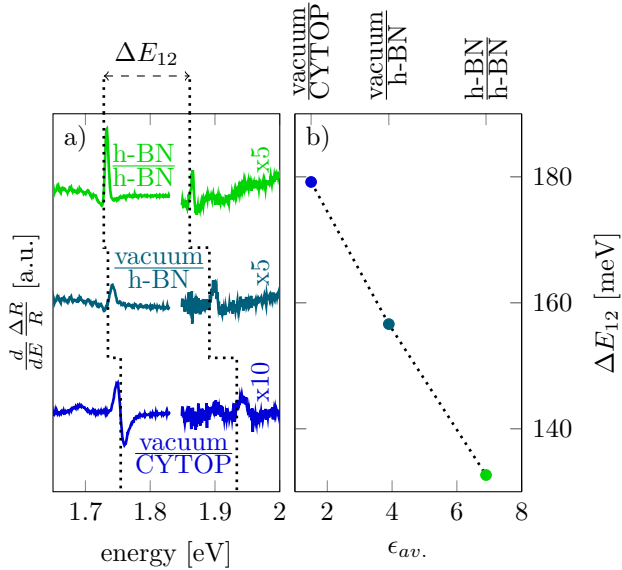 ΔE₁₂
vacuum
CYTOP
vacuum
h-BN
h-BN
h-BN
a)
h-BN
h-BN
x5
vacuum
h-BN
x5
x10
vacuum
CYTOP
d/dE ΔR/R [a.u.]
1.7 1.8 1.9 2
energy [eV]
b)
180
160
140
ΔE₁₂ [meV]
2 4 6 8
ϵav.